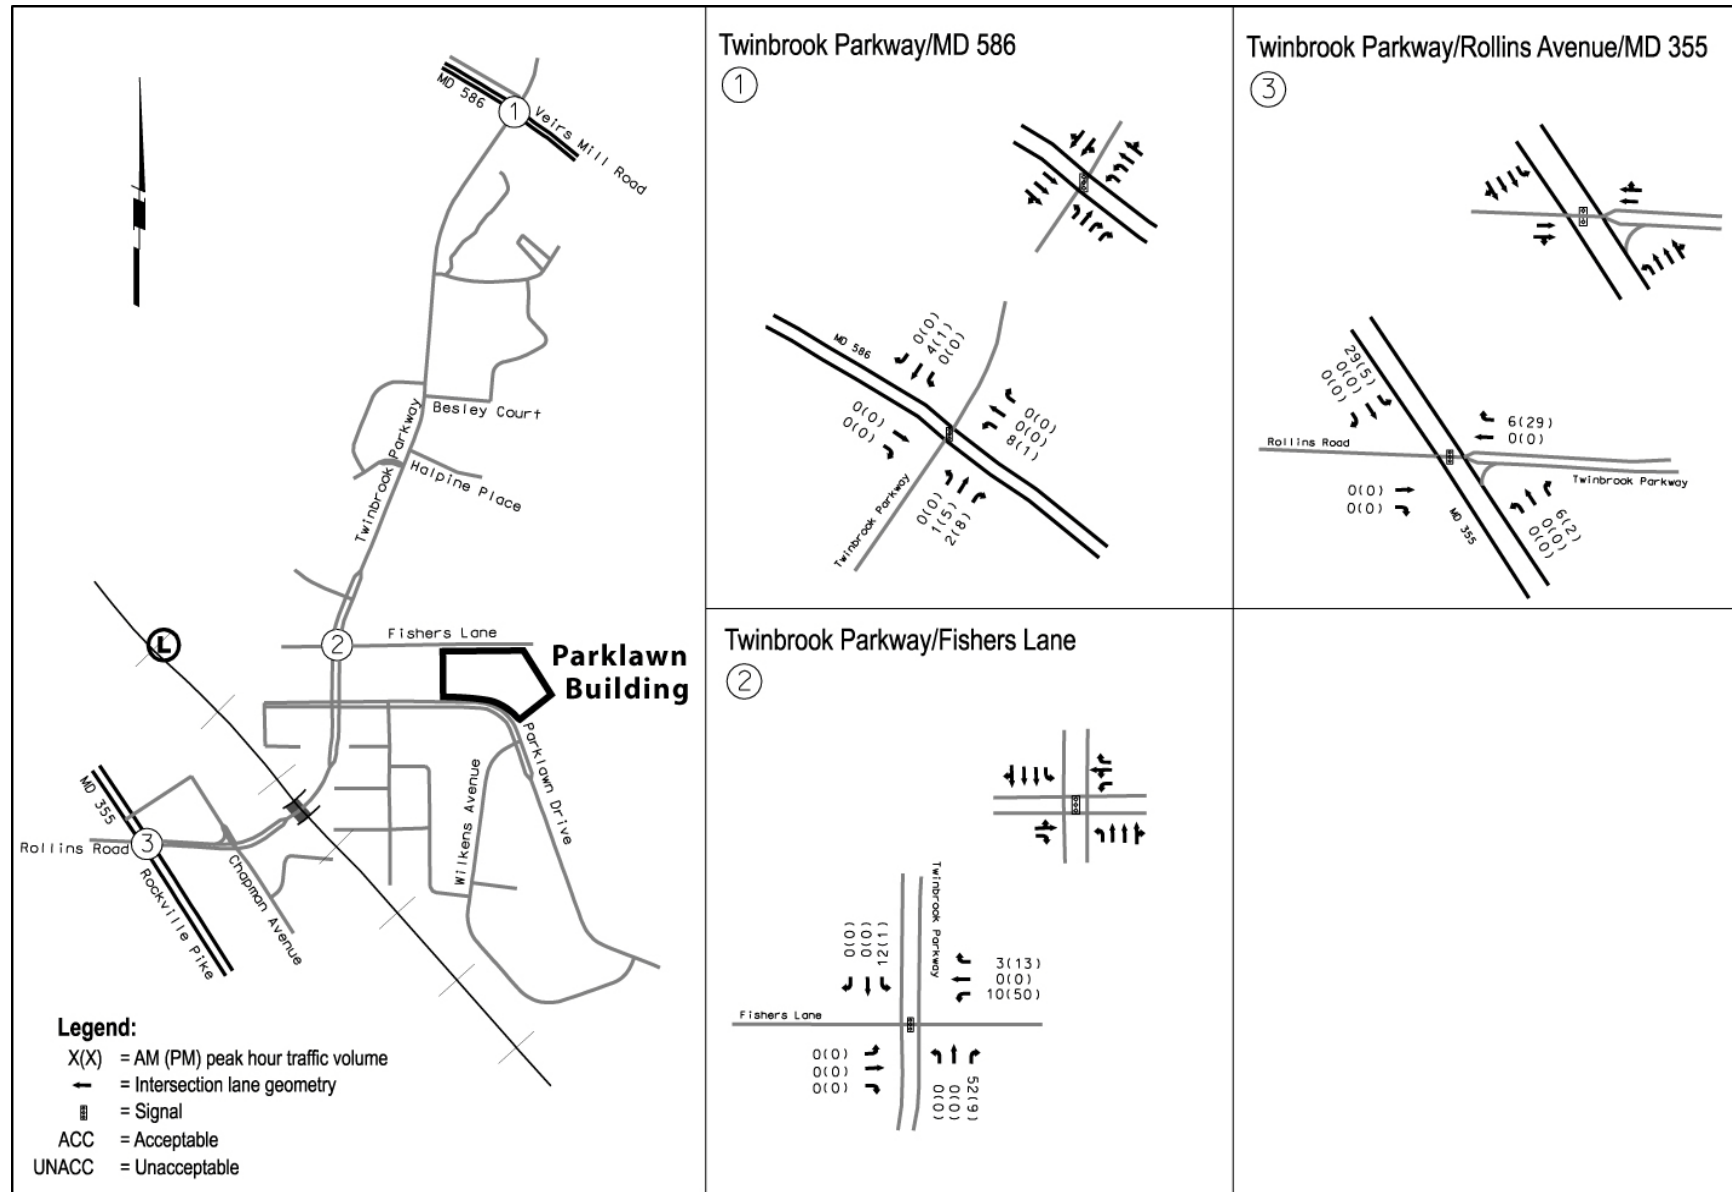 MD 586
1
Veirs Mill Road
Besley Court
Twinbrook Parkway
Halpine Place
L
2
Fishers Lane
Parklawn
Building
Parklawn Drive
Wilkens Avenue
MD 355
Rollins Road
3
Chapman Avenue
Rockville Pike
Legend:
X(X) = AM (PM) peak hour traffic volume
= Intersection lane geometry
= Signal
ACC = Acceptable
UNACC = Unacceptable
Twinbrook Parkway/MD 586
1
MD 586
0(0)
4(1)
0(0)
0(0)
0(0)
0(0)
0(0)
8(1)
0(0)
1(5)
2(8)
Twinbrook Parkway
Twinbrook Parkway/Rollins Avenue/MD 355
3
29(5)
0(0)
0(0)
6(29)
0(0)
Rollins Road
Twinbrook Parkway
0(0)
0(0)
MD 355
6(2)
0(0)
0(0)
Twinbrook Parkway/Fishers Lane
2
Twinbrook Parkway
0(0)
0(0)
12(1)
3(13)
0(0)
10(50)
Fishers Lane
0(0)
0(0)
0(0)
0(0)
0(0)
52(9)